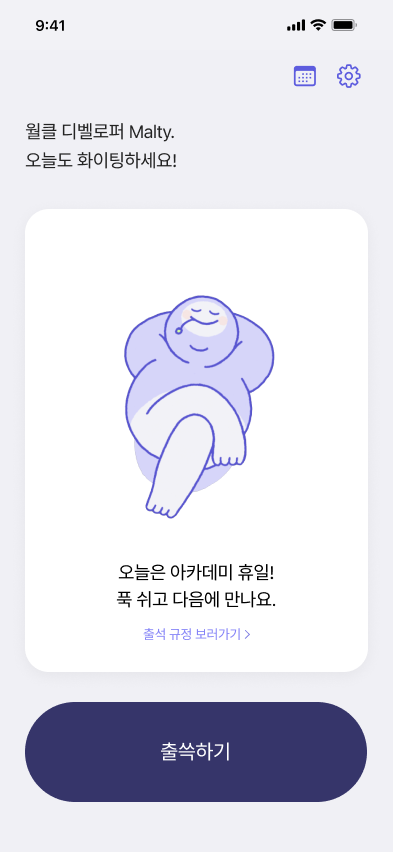 9:41
월클 디벨로퍼 Malty.
오늘도 화이팅하세요!
오늘은 아카데미 휴일!
푹 쉬고 다음에 만나요.
출석 규정 보러가기 >
출쓱하기